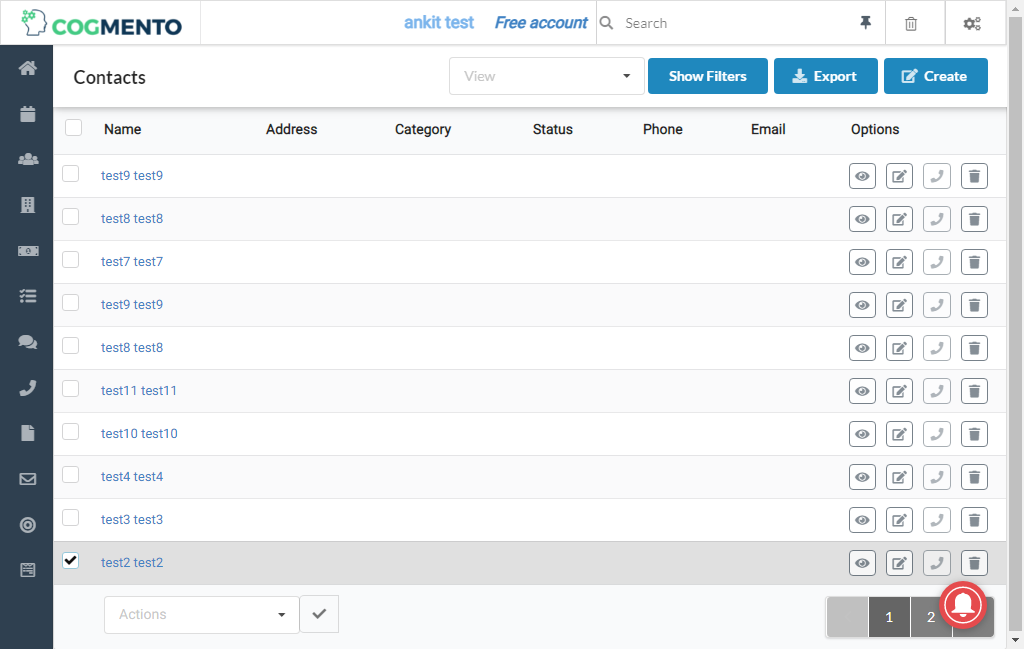 COGMENTO
ankit test Free account Search
Contacts View Show Filters Export Create
Name Address Category Status Phone Email Options
test9 test9
test8 test8
test7 test7
test9 test9
test8 test8
test11 test11
test10 test10
test4 test4
test3 test3
test2 test2
Actions 1 2